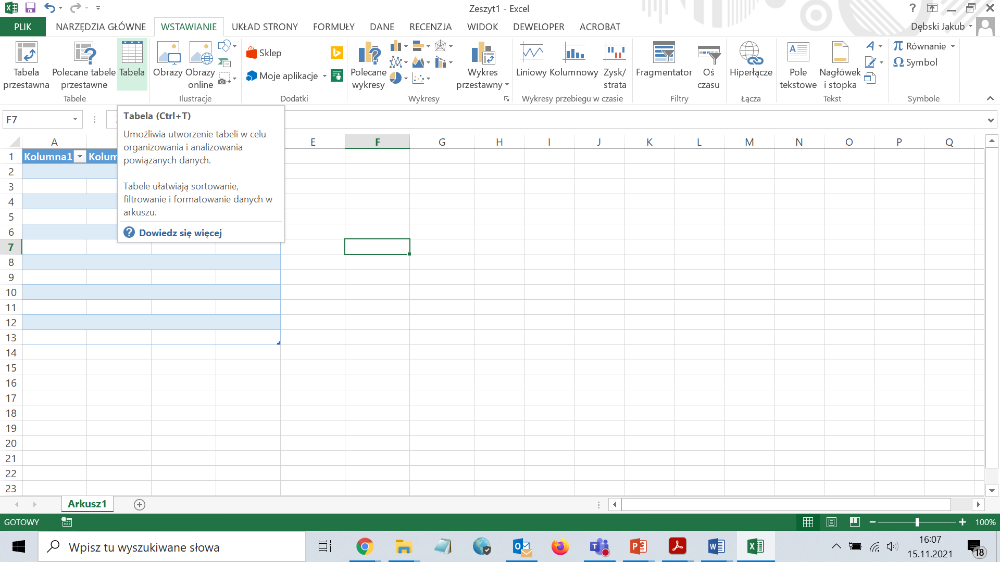 Zeszyt1 - Excel
?
PLIK NARZĘDZIA GŁÓWNE WSTAWIANIE UKŁAD STRONY FORMUŁY DANE RECENZJA WIDOK DEWELOPER ACROBAT Dębski Jakub
Tabela przestawna
Polecane tabele przestawne
Tabela
Obrazy
Obrazy online
Sklep
Moje aplikacje
Polecane wykresy
Wykres przestawny
Liniowy
Kolumnowy
Zysk/ strata
Fragmentator
Oś czasu
Hiperłącze
Pole tekstowe
Nagłówek i stopka
Równanie
Symbol
Tabele Ilustracje Dodatki Wykresy Wykresy przebiegu w czasie Filtry Łącza Tekst Symbole
F7
Tabela (Ctrl+T)
Umożliwia utworzenie tabeli w celu
organizowania i analizowania
powiązanych danych.
Tabele ułatwiają sortowanie,
filtrowanie i formatowanie danych w
arkuszu.
Dowiedz się więcej
A E F G H I J K L M N O P Q
1 Kolumna1 Kolum
2
3
4
5
6
7
8
9
10
11
12
13
14
15
16
17
18
19
20
21
22
23
Arkusz1
GOTOWY 100%
Wpisz tu wyszukiwane słowa
16:07
15.11.2021
18